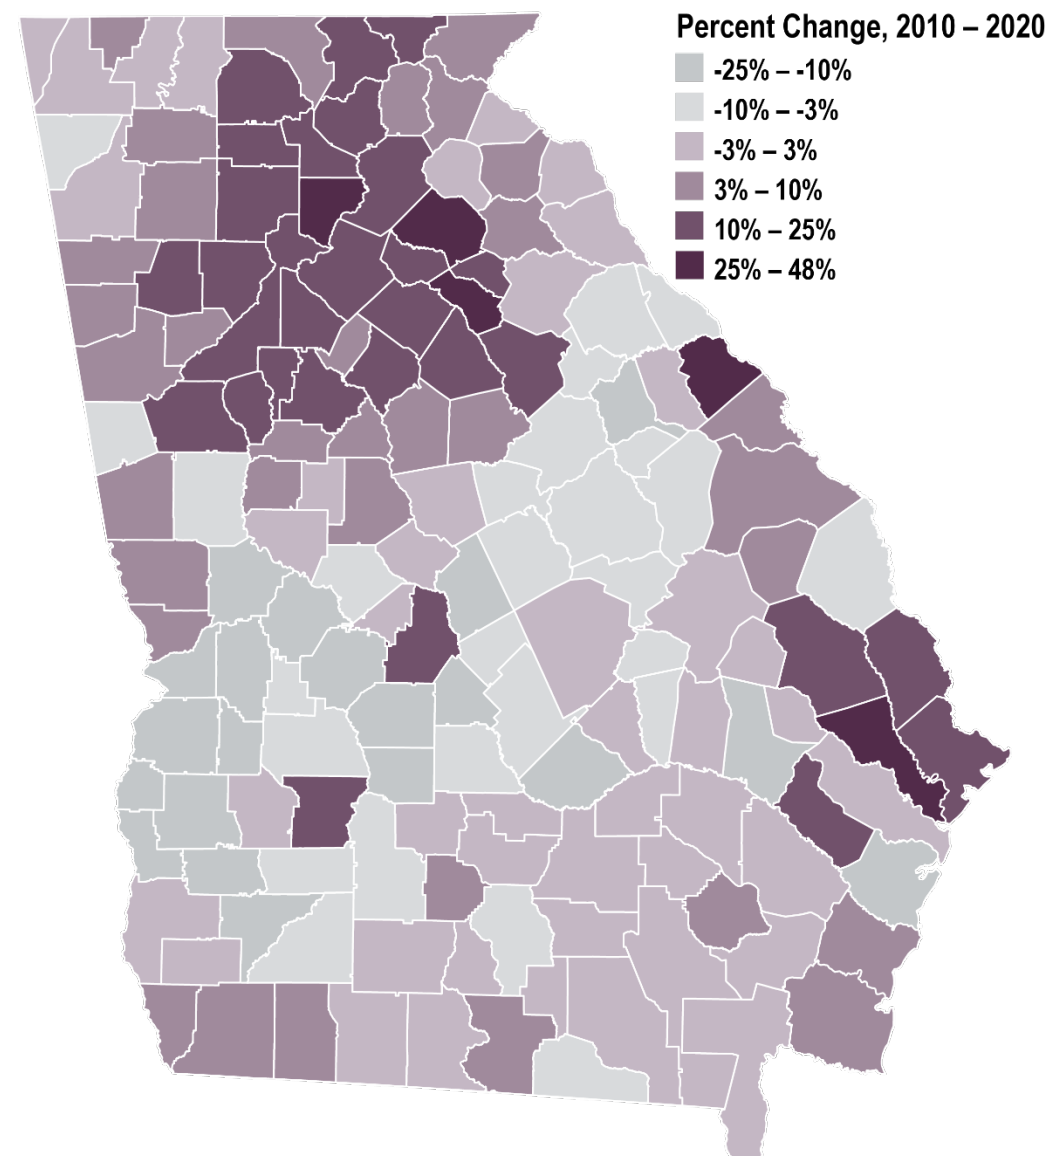 Percent Change, 2010 – 2020
-25% – -10%
-10% – -3%
-3% – 3%
3% – 10%
10% – 25%
25% – 48%